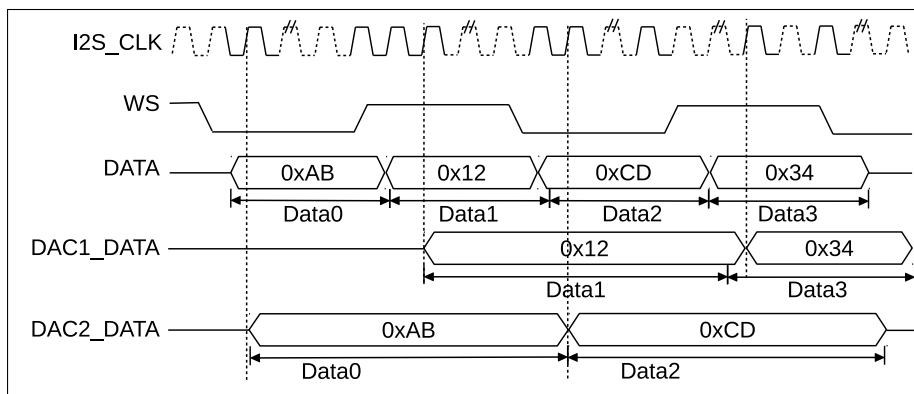 I2S_CLK
WS
DATA
0xAB
0x12
0xCD
0x34
Data0
Data1
Data2
Data3
DAC1_DATA
0x12
0x34
Data1
Data3
DAC2_DATA
0xAB
0xCD
Data0
Data2